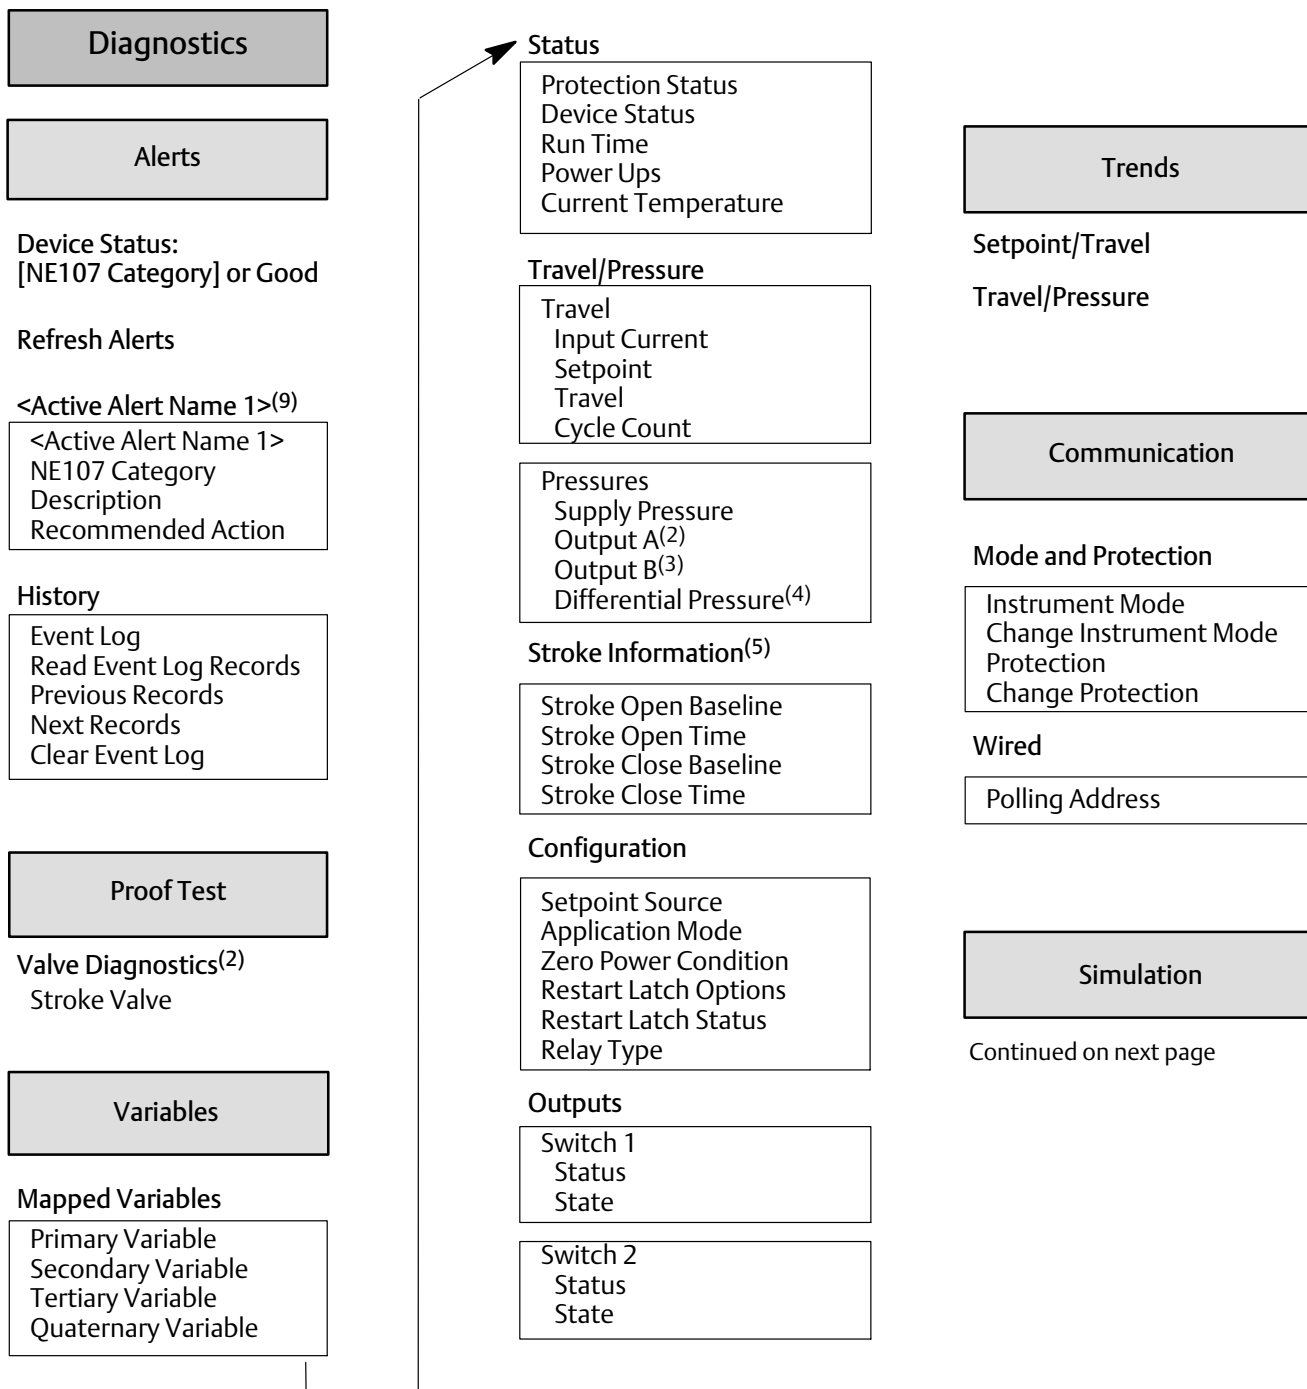 Diagnostics
Alerts
Device Status:
[NE107 Category] or Good
Refresh Alerts
<Active Alert Name 1>(9)
<Active Alert Name 1>
NE107 Category
Description
Recommended Action
History
Event Log
Read Event Log Records
Previous Records
Next Records
Clear Event Log
Proof Test
Valve Diagnostics(2)
Stroke Valve
Variables
Mapped Variables
Primary Variable
Secondary Variable
Tertiary Variable
Quaternary Variable
Status
Protection Status
Device Status
Run Time
Power Ups
Current Temperature
Travel/Pressure
Travel
Input Current
Setpoint
Travel
Cycle Count
Pressures
Supply Pressure
Output A(2)
Output B(3)
Differential Pressure(4)
Stroke Information(5)
Stroke Open Baseline
Stroke Open Time
Stroke Close Baseline
Stroke Close Time
Configuration
Setpoint Source
Application Mode
Zero Power Condition
Restart Latch Options
Restart Latch Status
Relay Type
Outputs
Switch 1
Status
State
Switch 2
Status
State
Trends
Setpoint/Travel
Travel/Pressure
Communication
Mode and Protection
Instrument Mode
Change Instrument Mode
Protection
Change Protection
Wired
Polling Address
Simulation
Continued on next page